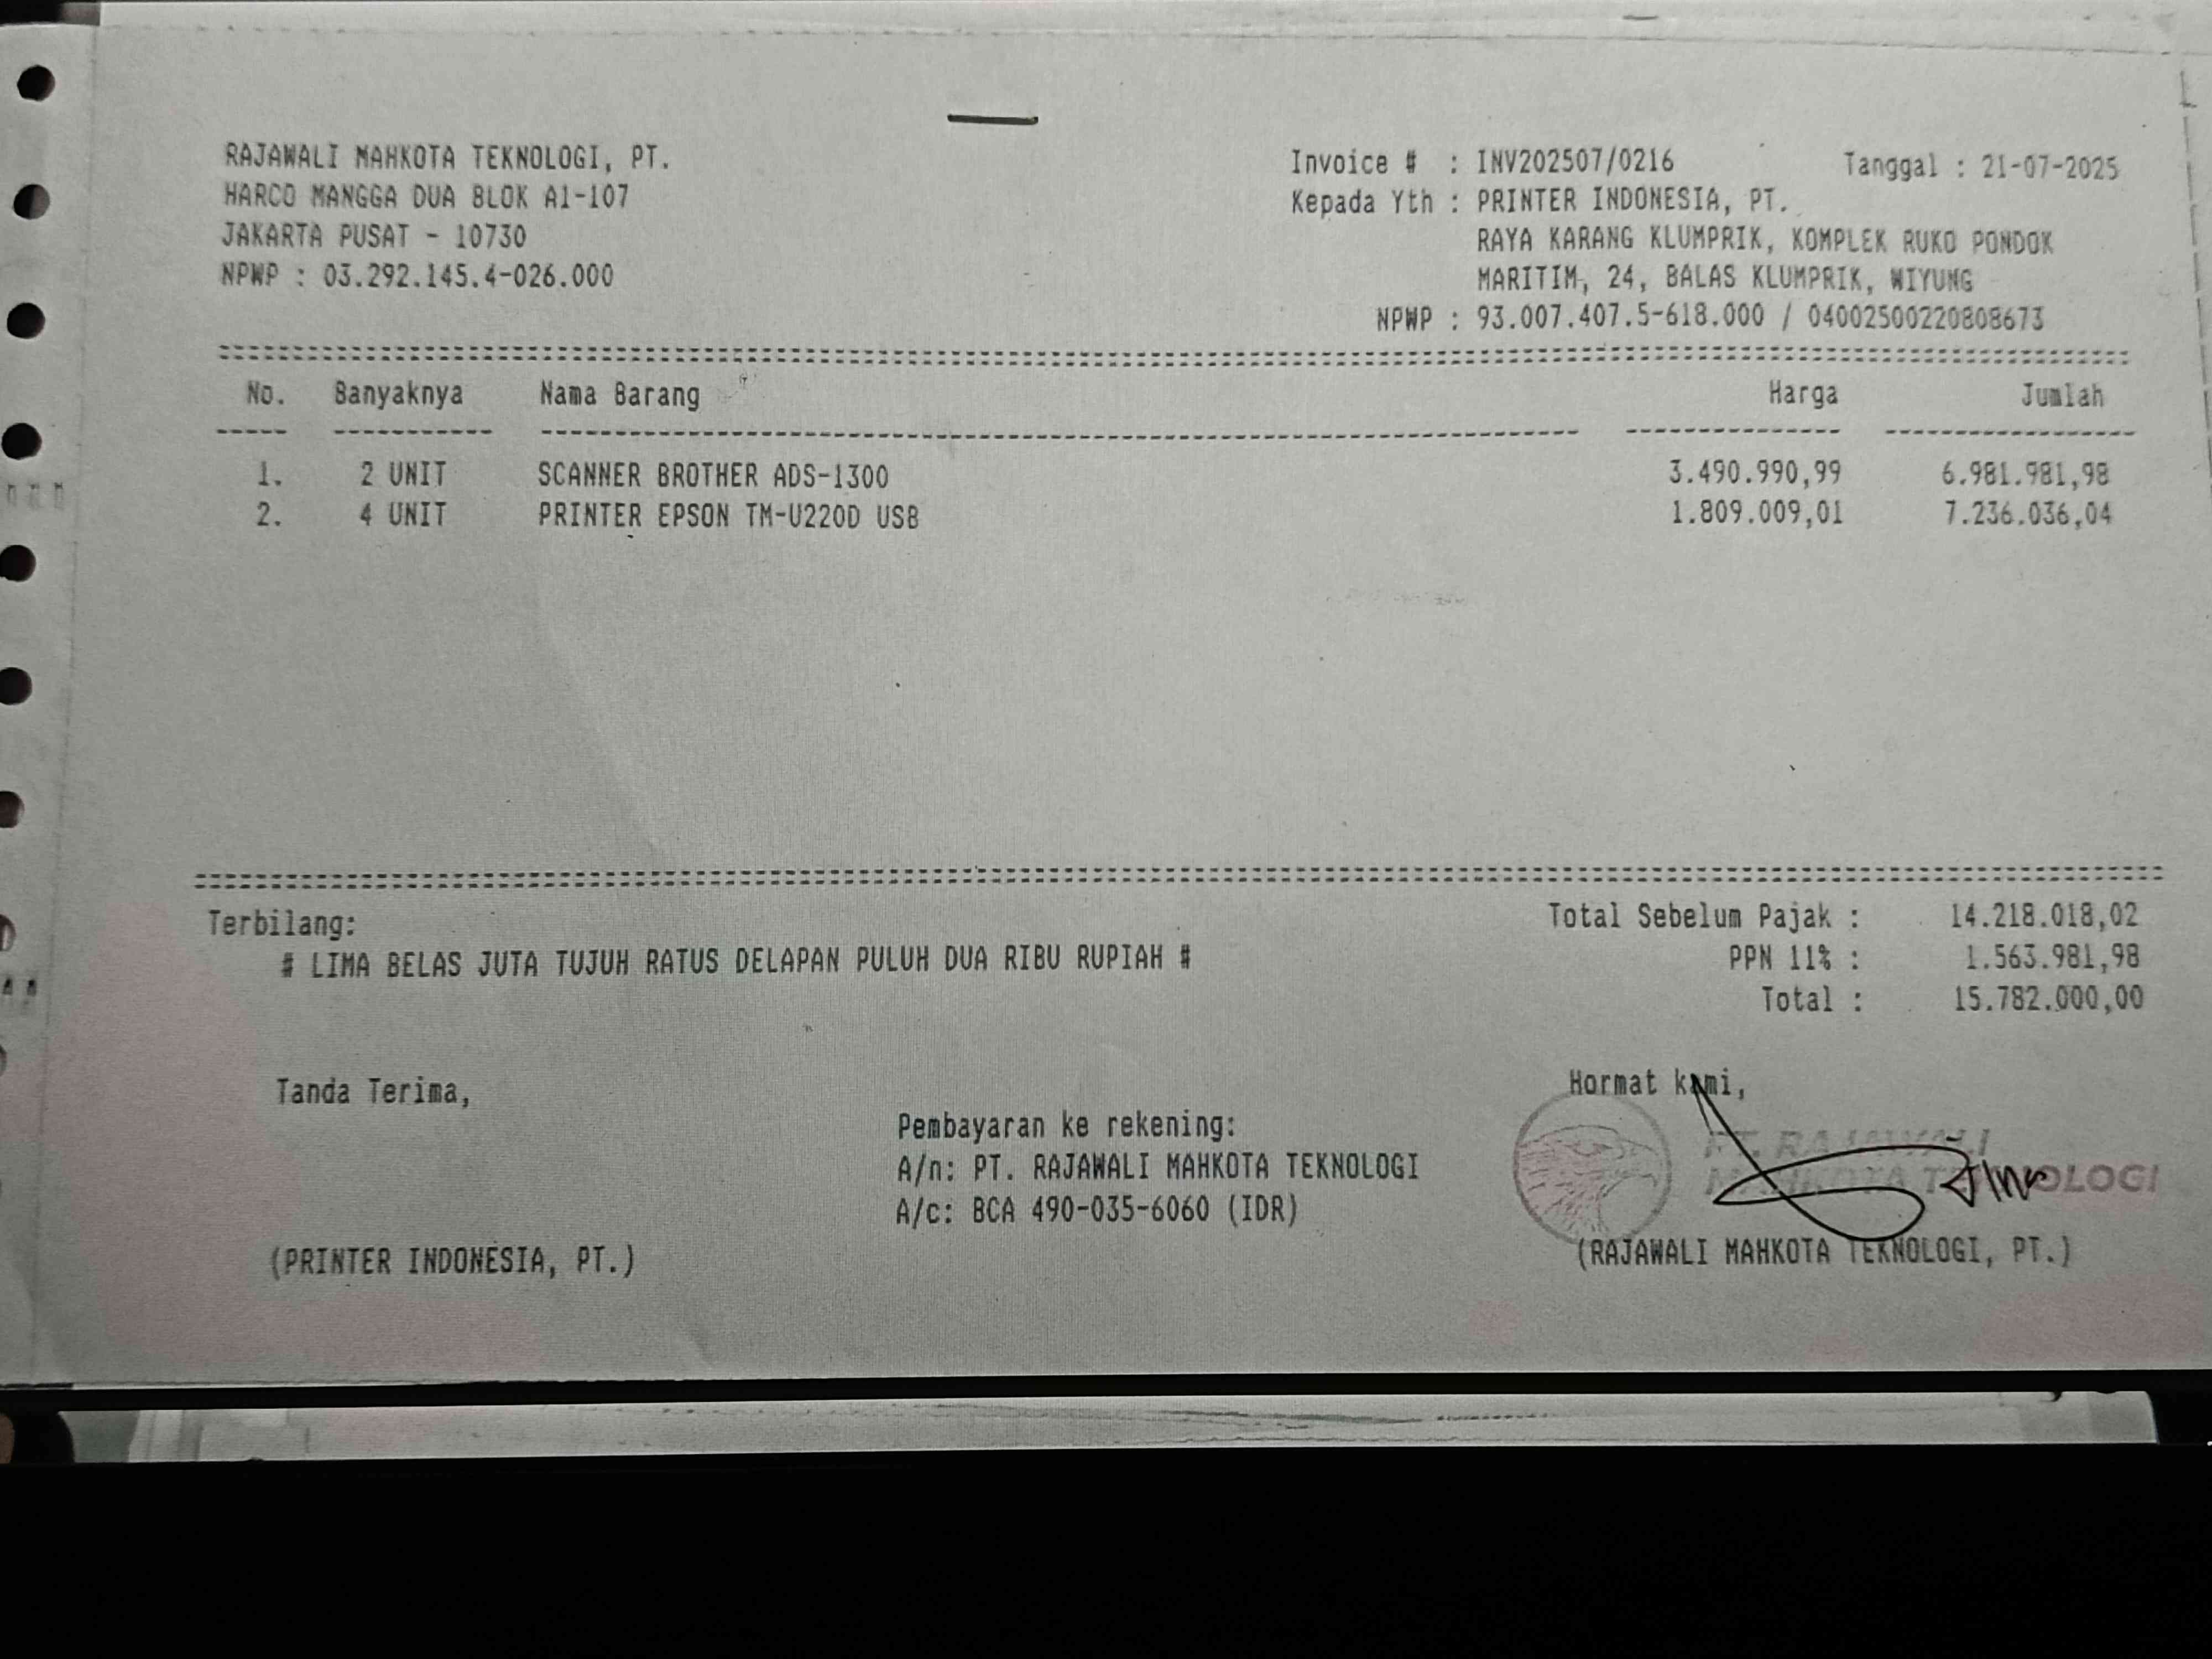 RAJAWALI MAHKOTA TEKNOLOGI, PT.
HARCO MANGGA DUA BLOK A1-107
JAKARTA PUSAT - 10730
NPWP : 03.292.145.4-026.000
Invoice # : INV202507/0216 Tanggal : 21-07-2025
Kepada Yth : PRINTER INDONESIA, PT.
RAYA KARANG KLUMPRIK, KOMPLEK RUKO PONDOK
MARITIM, 24, BALAS KLUMPRIK, WIYUNG
NPWP : 93.007.407.5-618.000 / 04002500220808673
No. Banyaknya Nama Barang Harga Jumlah
1. 2 UNIT SCANNER BROTHER ADS-1300 3.490.990,99 6.981.981,98
2. 4 UNIT PRINTER EPSON TM-U220D USB 1.809.009,01 7.236.036,04
Terbilang:
# LIMA BELAS JUTA TUJUH RATUS DELAPAN PULUH DUA RIBU RUPIAH #
Total Sebelum Pajak : 14.218.018,02
PPN 11% : 1.563.981,98
Total : 15.782.000,00
Tanda Terima,
(PRINTER INDONESIA, PT.)
Pembayaran ke rekening:
A/n: PT. RAJAWALI MAHKOTA TEKNOLOGI
A/c: BCA 490-035-6060 (IDR)
Hormat kami,
PT. RAJAWALI
MAHKOTA TEKNOLOGI
(RAJAWALI MAHKOTA TEKNOLOGI, PT.)